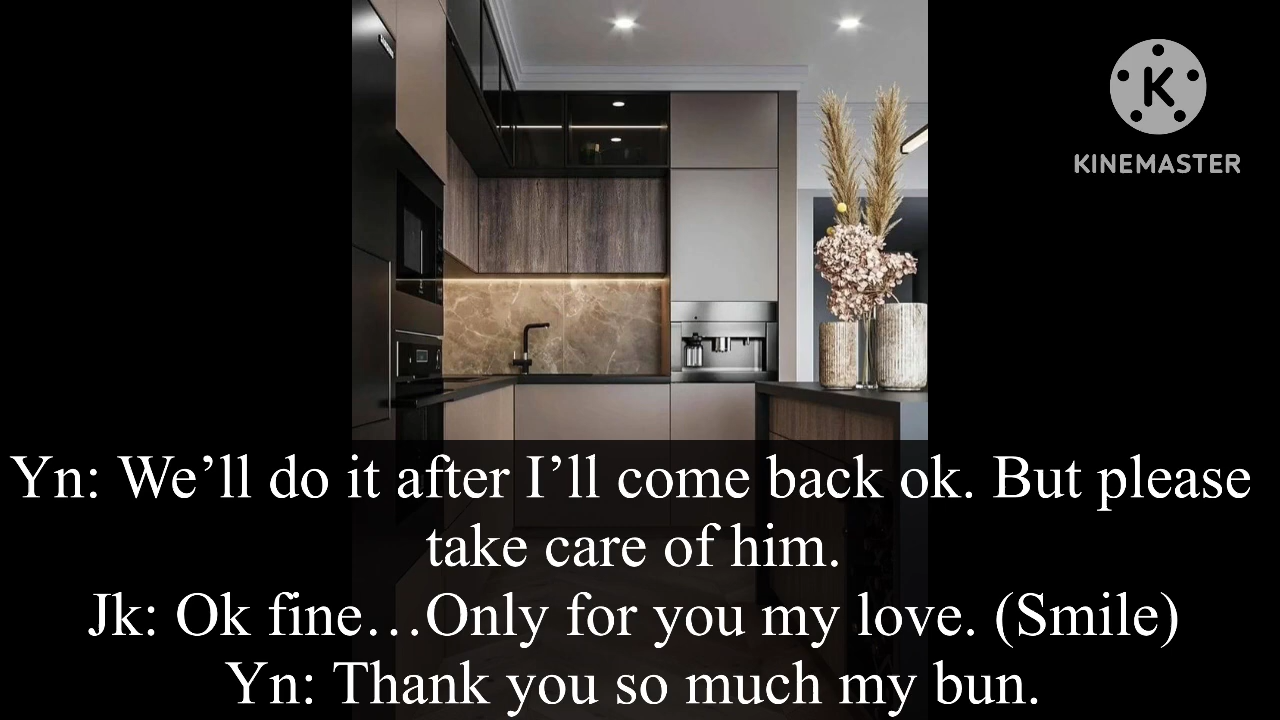 KINEMASTER
Yn: We’ll do it after I’ll come back ok. But please
take care of him.
Jk: Ok fine…Only for you my love. (Smile)
Yn: Thank you so much my bun.